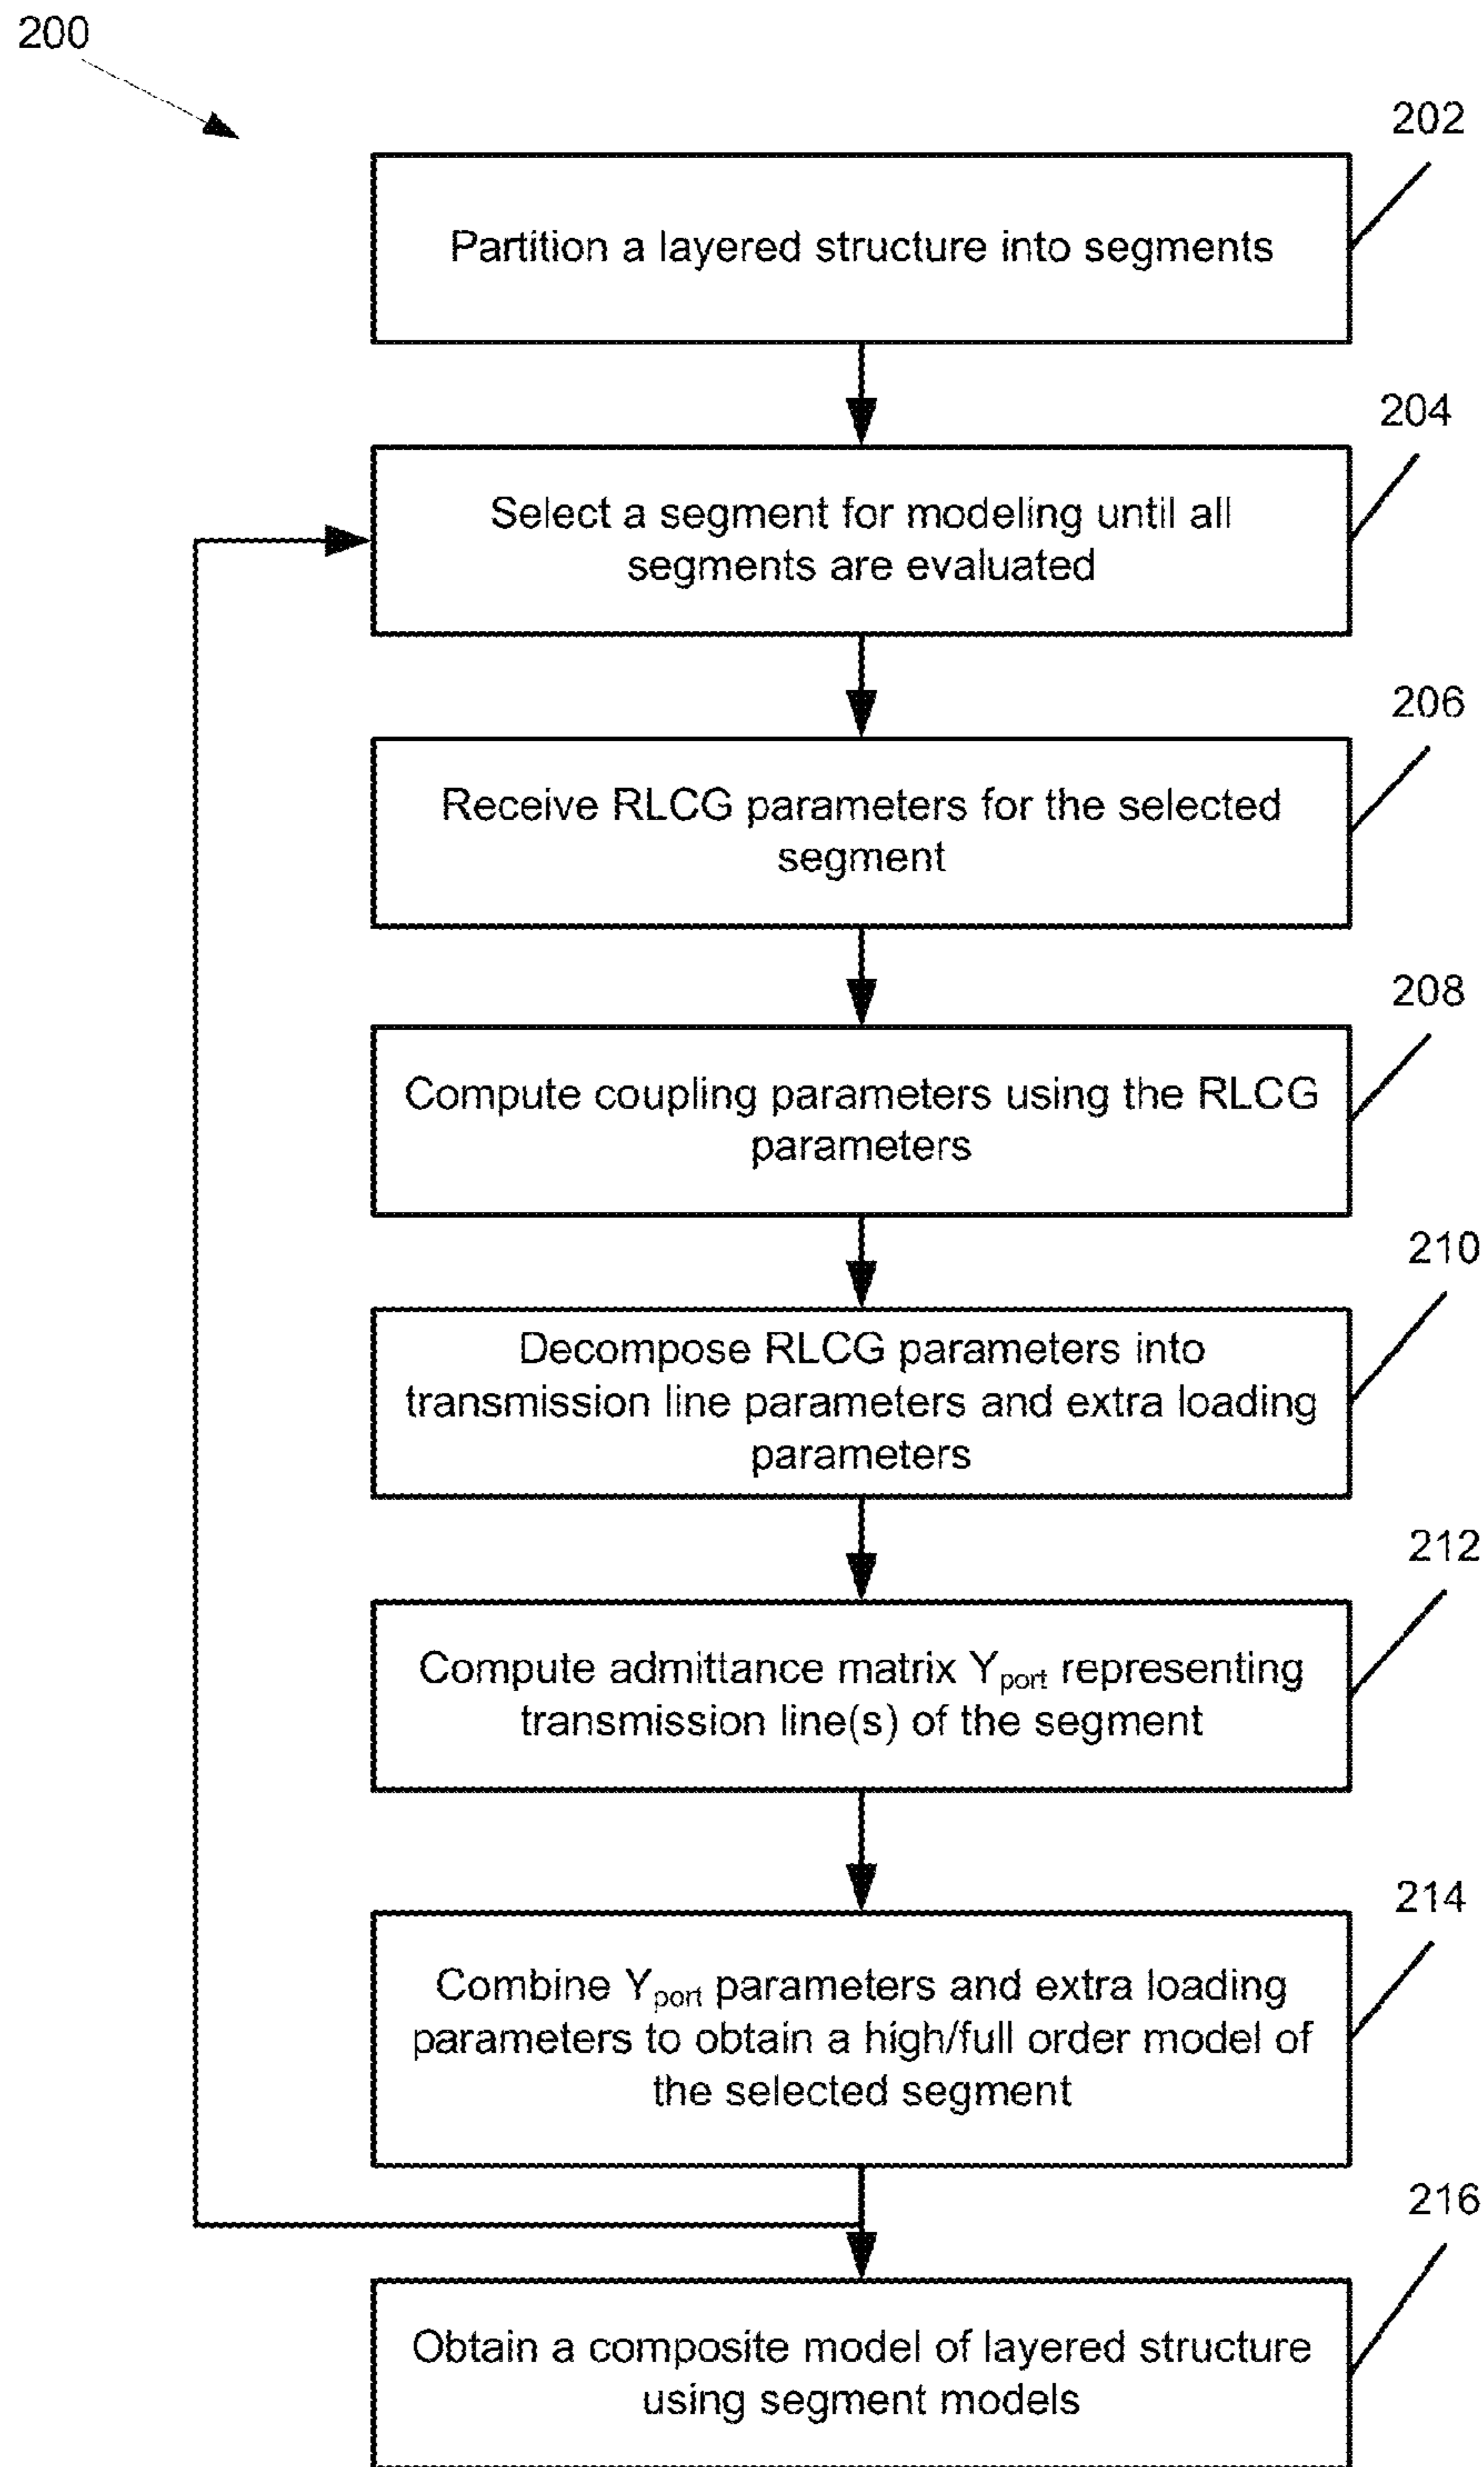 200
202
Partition a layered structure into segments
204
Select a segment for modeling until all
segments are evaluated
206
Receive RLCG parameters for the selected
segment
208
Compute coupling parameters using the RLCG
parameters
210
Decompose RLCG parameters into
transmission line parameters and extra loading
parameters
212
Compute admittance matrix Yport representing
transmission line(s) of the segment
214
Combine Yport parameters and extra loading
parameters to obtain a high/full order model of
the selected segment
216
Obtain a composite model of layered structure
using segment models